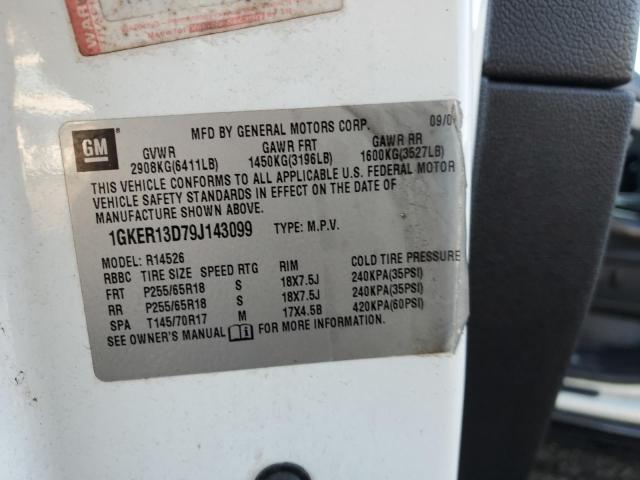 WARNING
GM
MFD BY GENERAL MOTORS CORP. 09/0
GVWR GAWR FRT GAWR RR
2908KG(6411LB) 1450KG(3196LB) 1600KG(3527LB)
THIS VEHICLE CONFORMS TO ALL APPLICABLE U.S. FEDERAL MOTOR
VEHICLE SAFETY STANDARDS IN EFFECT ON THE DATE OF
MANUFACTURE SHOWN ABOVE.
1GKER13D79J143099 TYPE: M.P.V.
MODEL: R14526
RBBC TIRE SIZE SPEED RTG RIM COLD TIRE PRESSURE
FRT P255/65R18 S 18X7.5J 240KPA(35PSI)
RR P255/65R18 S 18X7.5J 240KPA(35PSI)
SPA T145/70R17 M 17X4.5B 420KPA(60PSI)
SEE OWNER'S MANUAL FOR MORE INFORMATION.